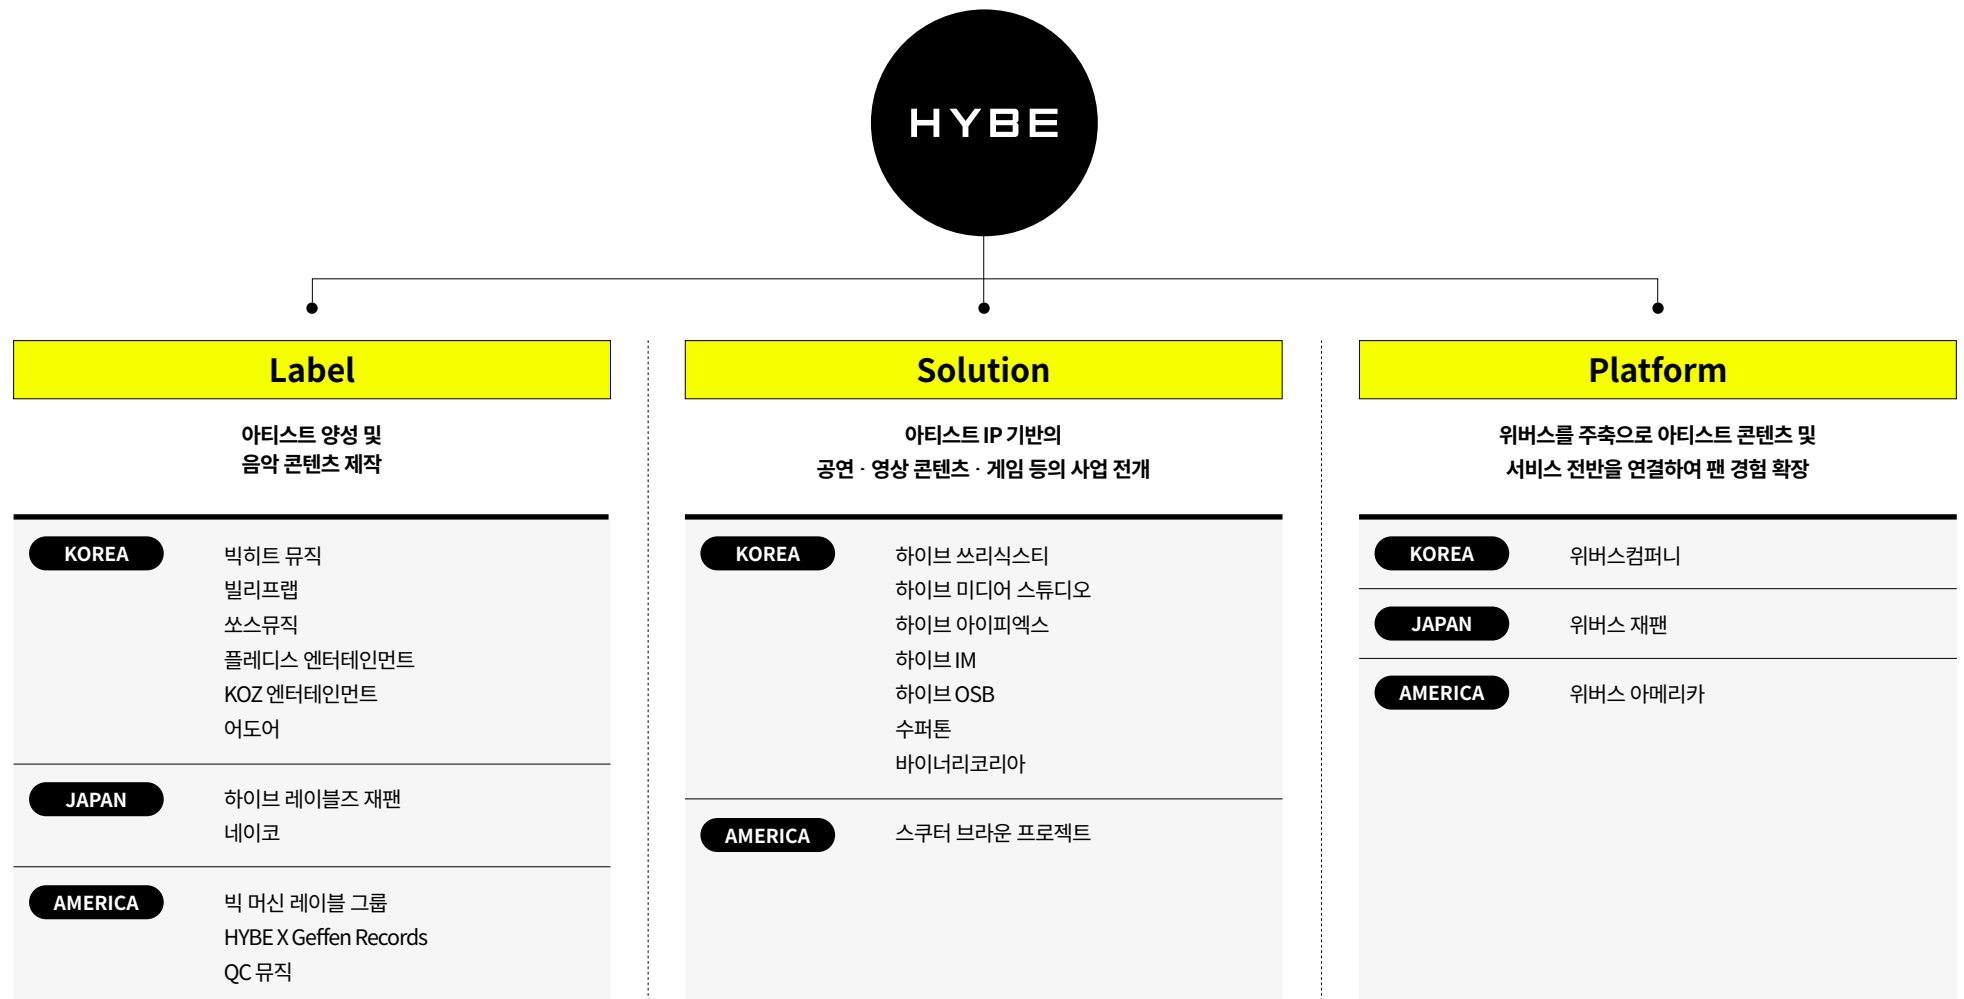 HYBE
Label
아티스트 양성 및
음악 콘텐츠 제작
KOREA
빅히트 뮤직
빌리프랩
쏘스뮤직
플레디스 엔터테인먼트
KOZ 엔터테인먼트
어도어
JAPAN
하이브 레이블즈 재팬
네이코
AMERICA
빅 머신 레이블 그룹
HYBE X Geffen Records
QC 뮤직
Solution
아티스트 IP 기반의
공연 · 영상 콘텐츠 · 게임 등의 사업 전개
KOREA
하이브 쓰리식스티
하이브 미디어 스튜디오
하이브 아이피엑스
하이브 IM
하이브 OSB
수퍼톤
바이너리코리아
AMERICA
스쿠터 브라운 프로젝트
Platform
위버스를 주축으로 아티스트 콘텐츠 및
서비스 전반을 연결하여 팬 경험 확장
KOREA
위버스컴퍼니
JAPAN
위버스 재팬
AMERICA
위버스 아메리카